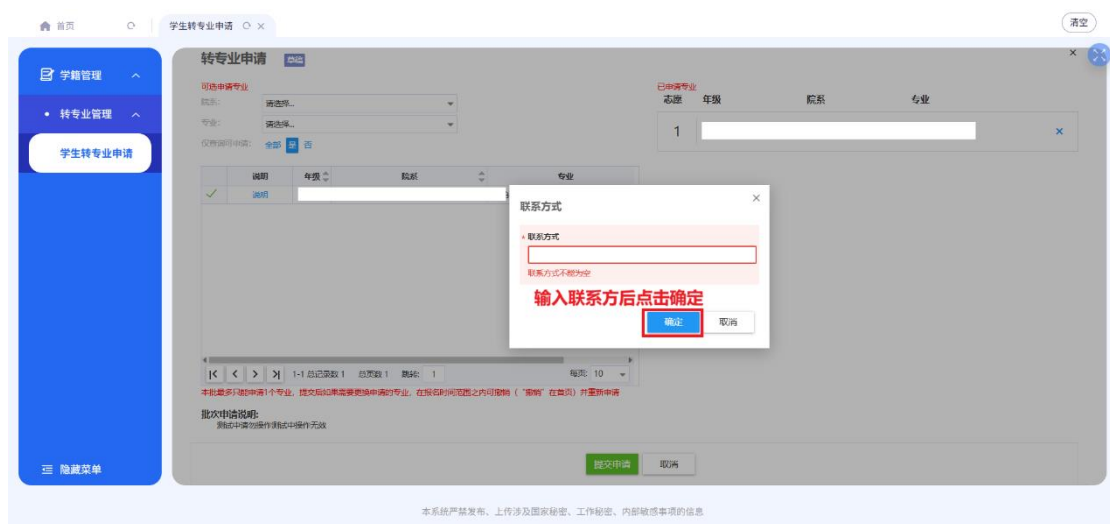 首页
学生转专业申请
清空
学籍管理
转专业管理
学生转专业申请
隐藏菜单
转专业申请
可选申请专业
院系:
请选择...
专业:
请选择...
全部 是 否
已申请专业
志愿 年级 院系 专业
1
说明 年级 院系 专业
说明
联系方式
* 联系方式
联系方式不能为空
输入联系方后点击确定
确定 取消
1-1 总记录数 1 总页数 1 跳转: 1 每页: 10
本批最多只能申请1个专业, 提交后如果需要更换申请的专业, 在报名时间范围之内可撤销 ( “撤销” 在首页) 并重新申请
批次申请说明:
测试中请勿操作测试中操作无效
提交申请 取消
本系统严禁发布、上传涉及国家秘密、工作秘密、内部敏感事项的信息